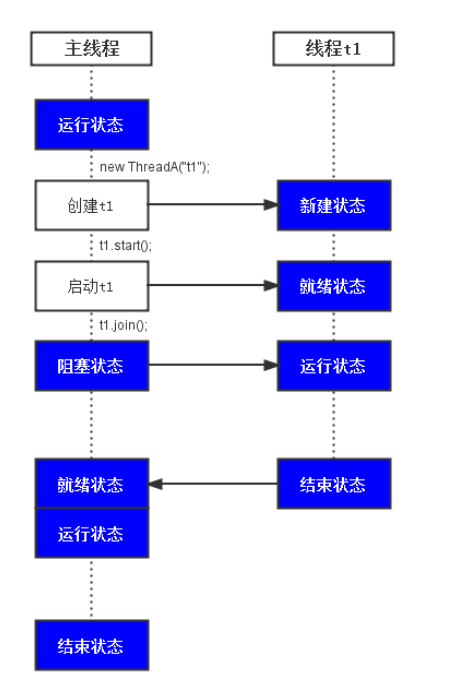 主线程
线程t1
运行状态
new ThreadA("t1");
创建t1
新建状态
t1.start();
启动t1
就绪状态
t1.join();
阻塞状态
运行状态
就绪状态
结束状态
运行状态
结束状态